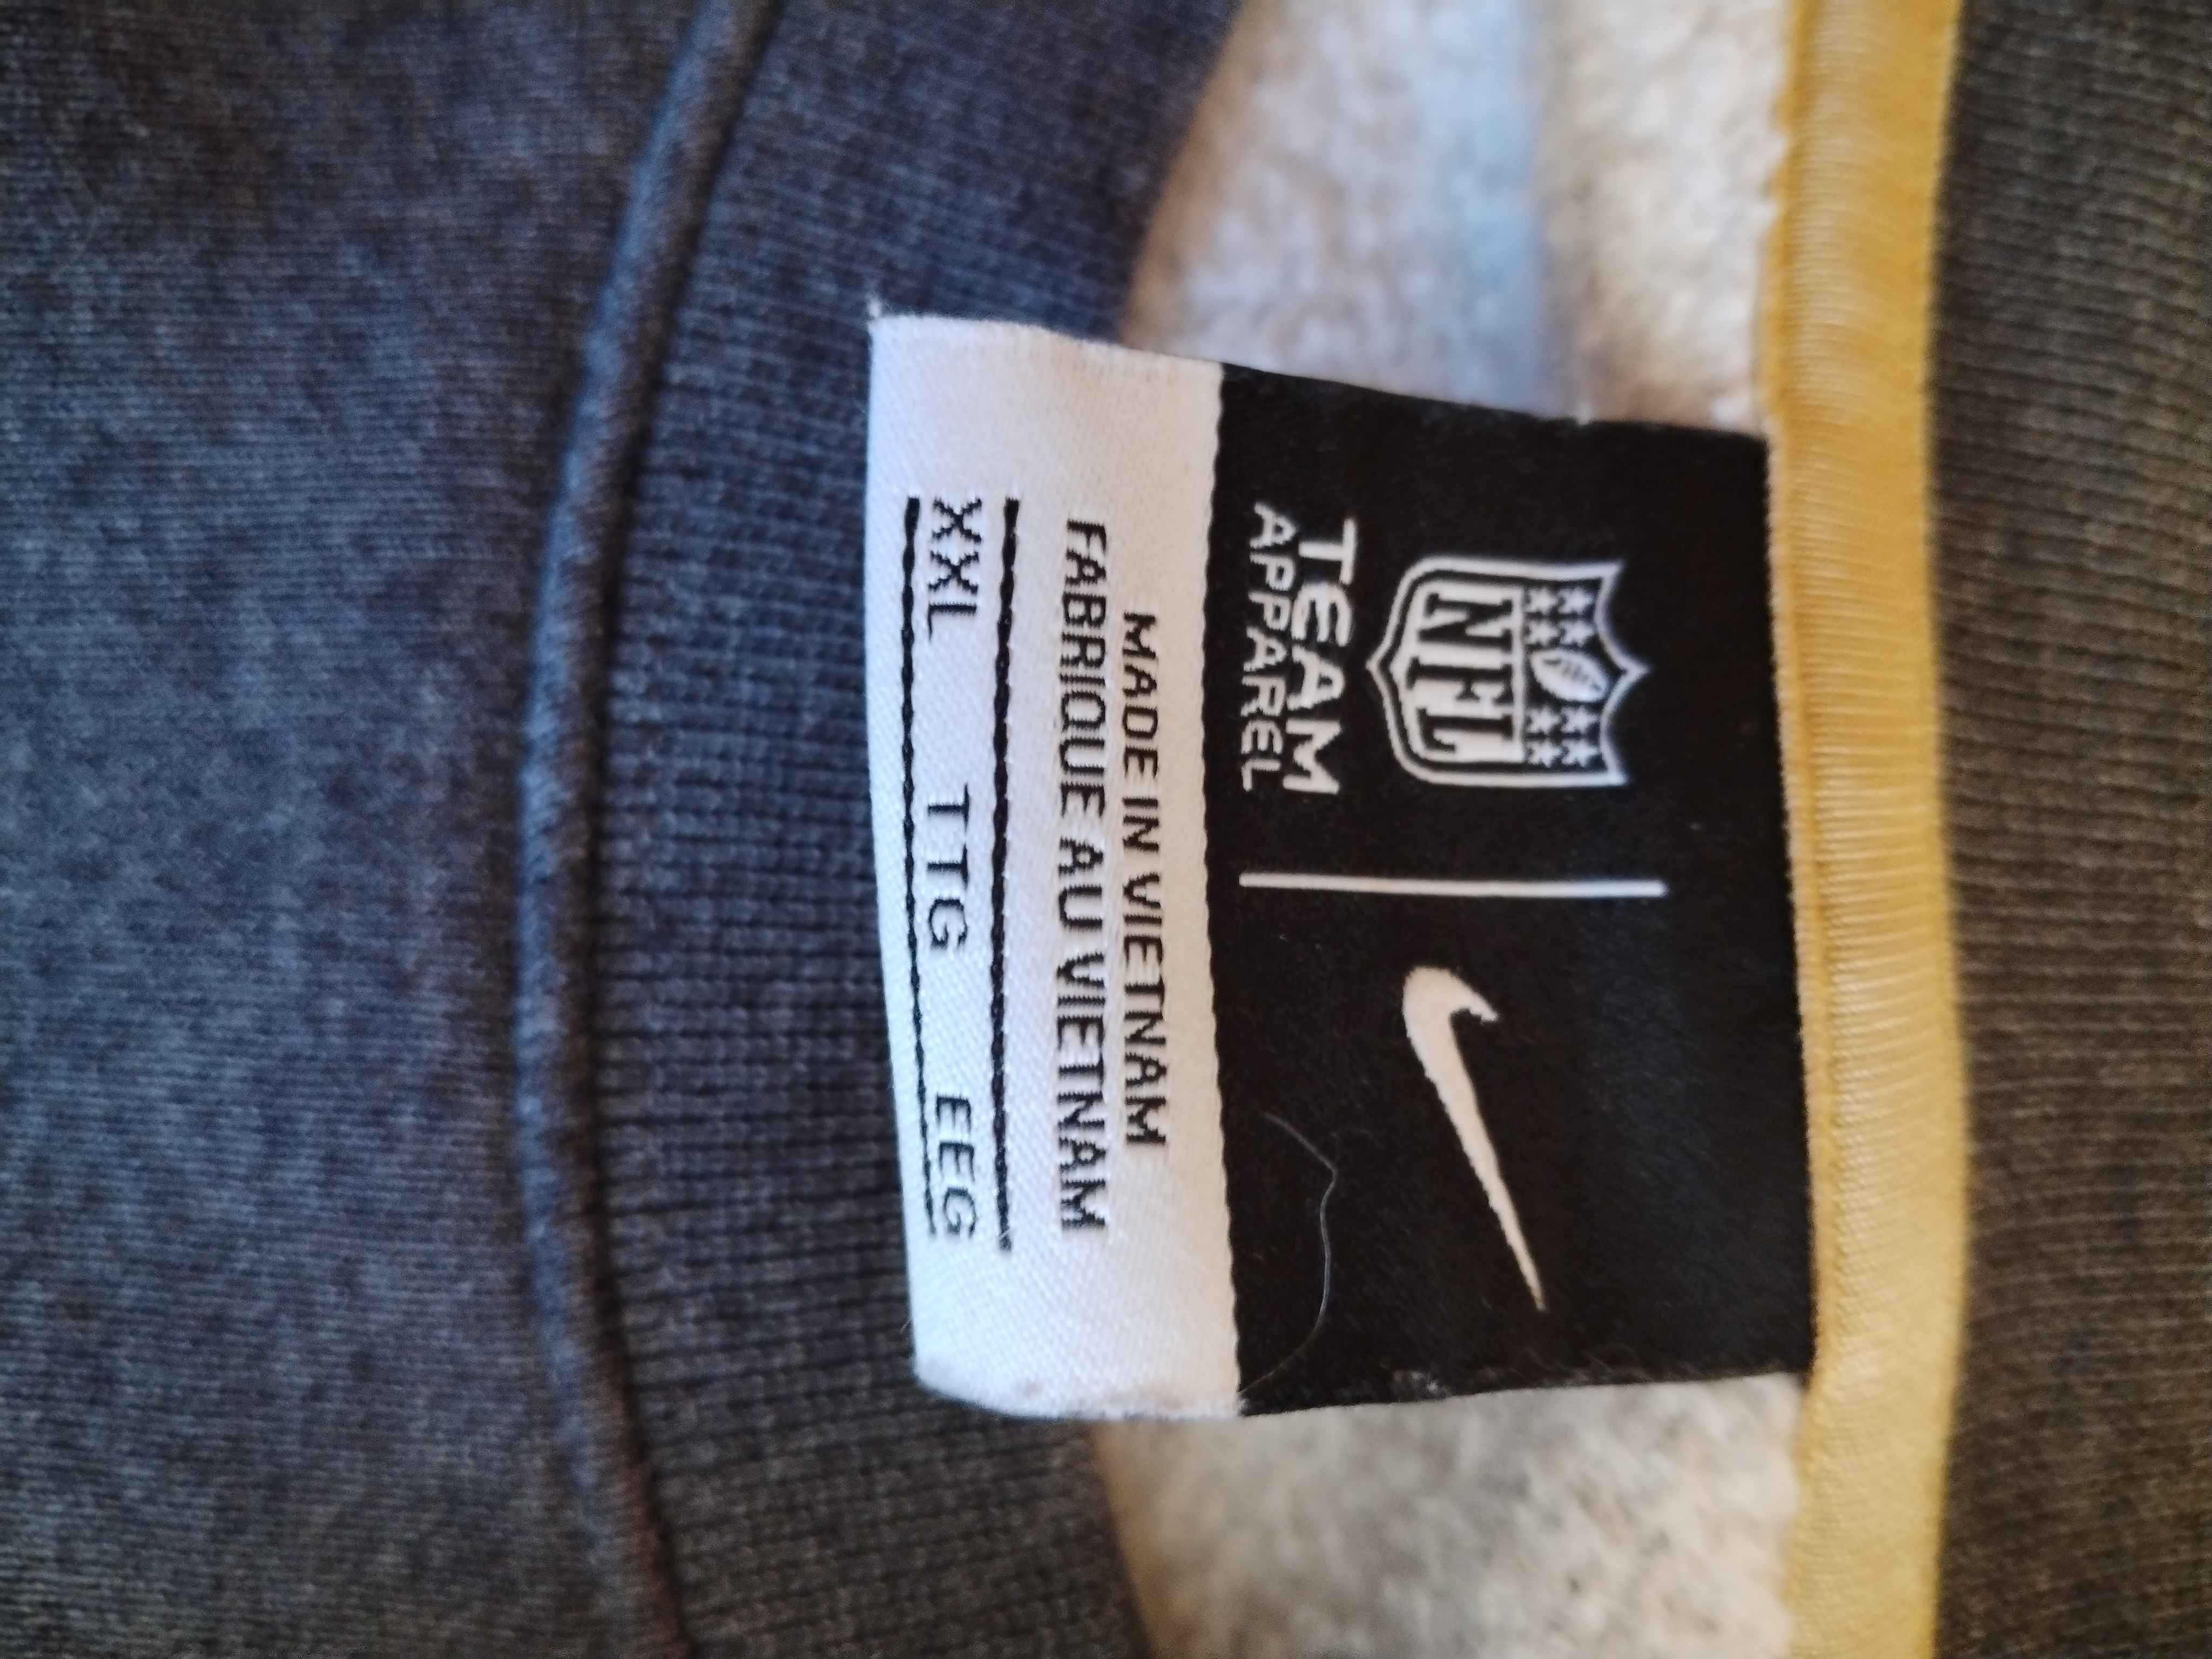 NFL
TEAM
APPAREL
MADE IN VIETNAM
FABRIQUE AU VIETNAM
XXL TTG EEG